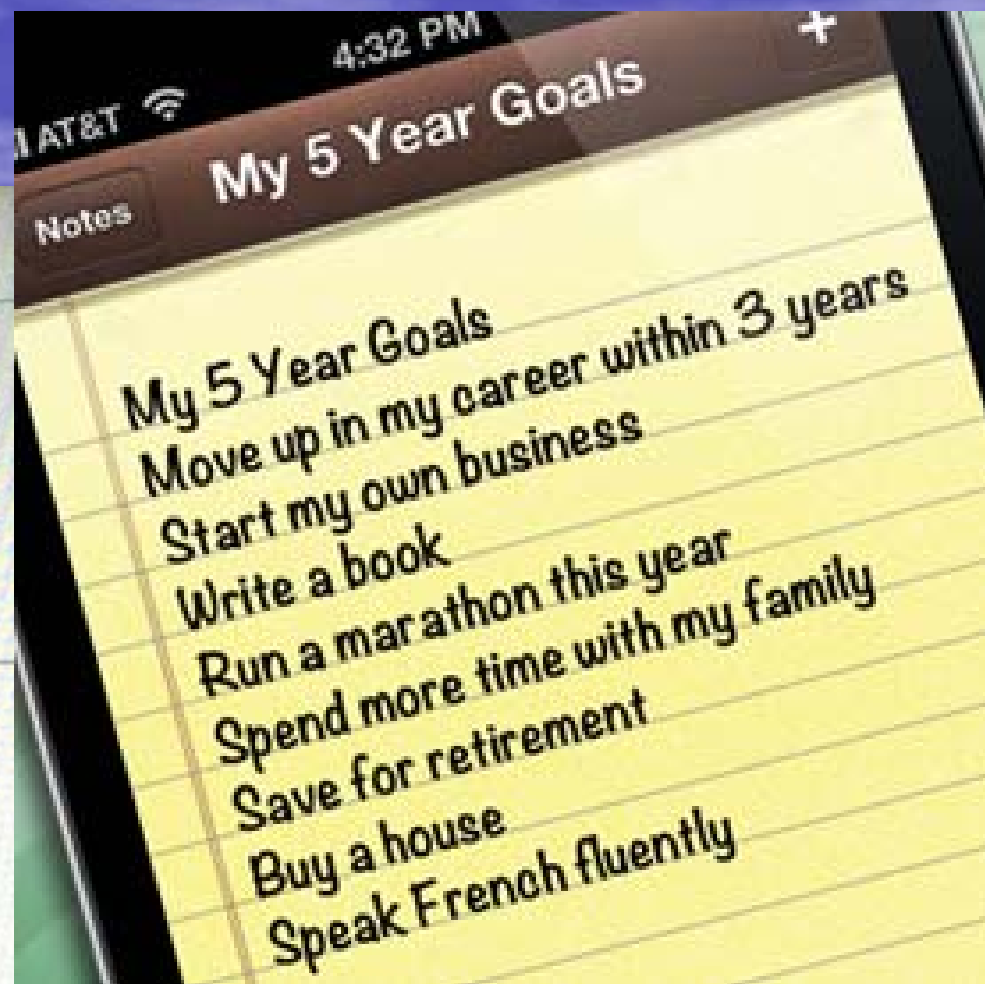 4:32 PM
AT&T
+
Notes
My 5 Year Goals
My 5 Year Goals
Move up in my career within 3 years
Start my own business
Write a book
Run a marathon this year
Spend more time with my family
Save for retirement
Buy a house
Speak French fluently